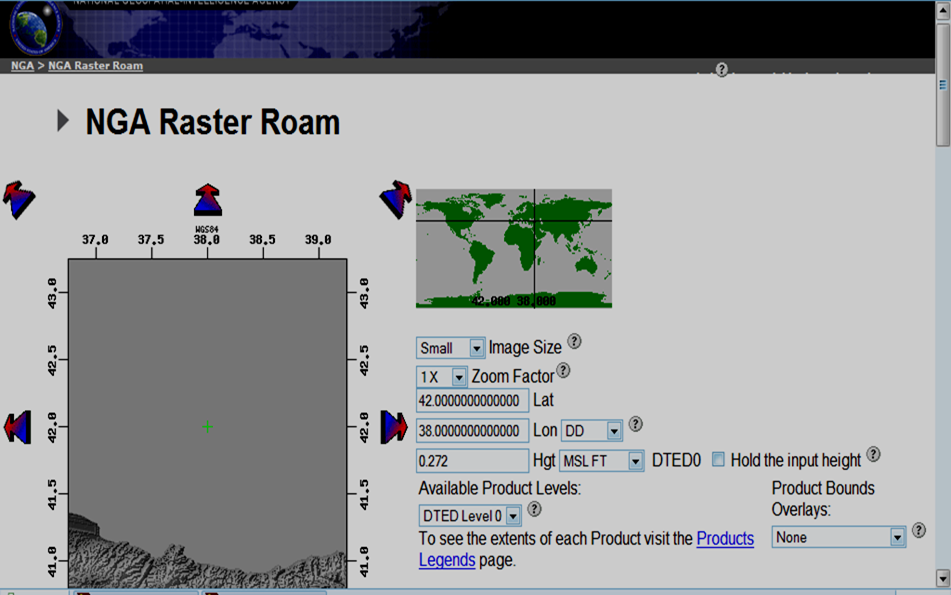 NATIONAL GEOSPATIAL-INTELLIGENCE AGENCY
NGA > NGA Raster Roam
NGA Raster Roam
WGS84
37.0 37.5 38.0 38.5 39.0
43.0 43.0
42.5 42.5
42.0 42.0
41.5 41.5
41.0 41.0
42.000 38.000
Small Image Size ?
1 X Zoom Factor ?
42.0000000000000 Lat
38.0000000000000 Lon DD ?
0.272 Hgt MSL FT DTED0 Hold the input height ?
Available Product Levels:
DTED Level 0 ?
Product Bounds
Overlays:
None ?
To see the extents of each Product visit the Products
Legends page.